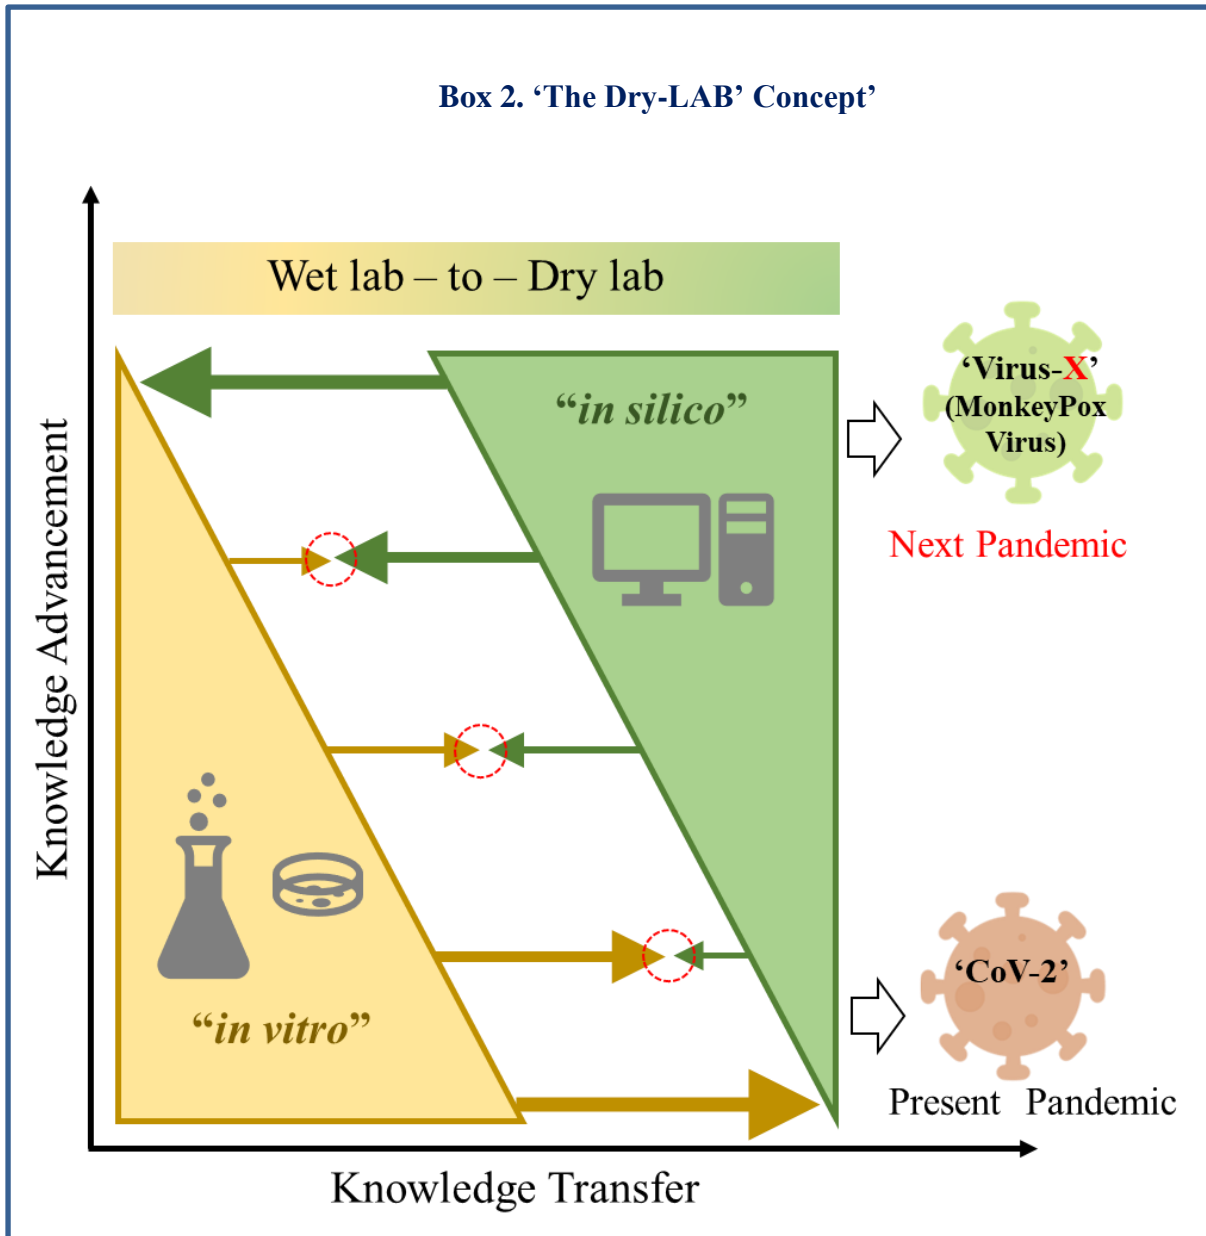 Box 2. ‘The Dry-LAB’ Concept’
Wet lab – to – Dry lab
“in silico”
‘Virus-X’
(MonkeyPox
Virus)
Next Pandemic
Knowledge Advancement
“in vitro”
‘CoV-2’
Present Pandemic
Knowledge Transfer